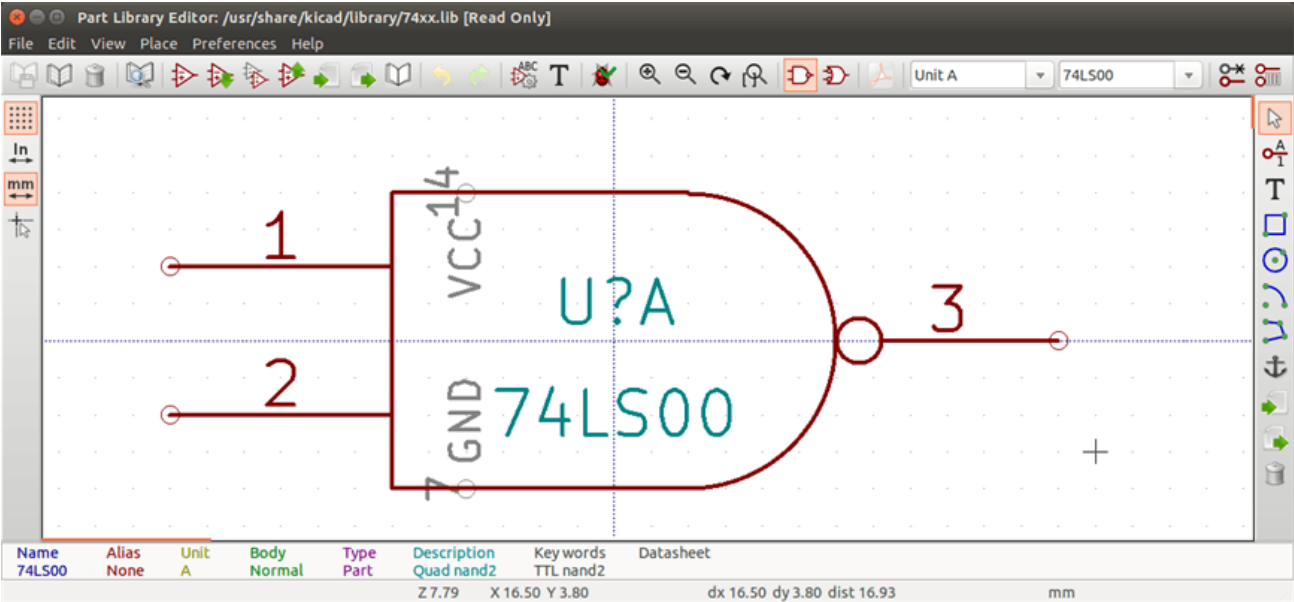 Part Library Editor: /usr/share/kicad/library/74xx.lib [Read Only]
File Edit View Place Preferences Help
ABC
T
Unit A
74LS00
In
mm
A
1
T
14
VCC
1
U?A
3
2
GND
74LS00
7
Name Alias Unit Body Type Description Key words Datasheet
74LS00 None A Normal Part Quad nand2 TTL nand2
Z 7.79 X 16.50 Y 3.80 dx 16.50 dy 3.80 dist 16.93 mm